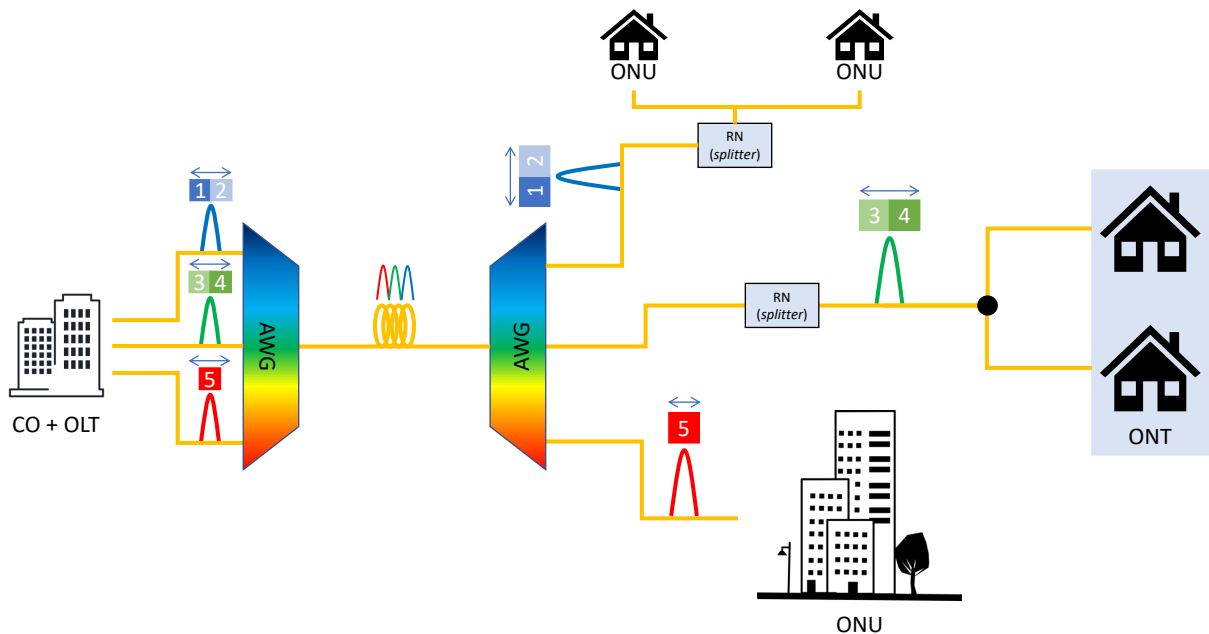 ONU
ONU
RN
(splitter)
1 2
1 2
3 4
3 4
RN
(splitter)
AWG
AWG
5
5
CO + OLT
ONT
ONU